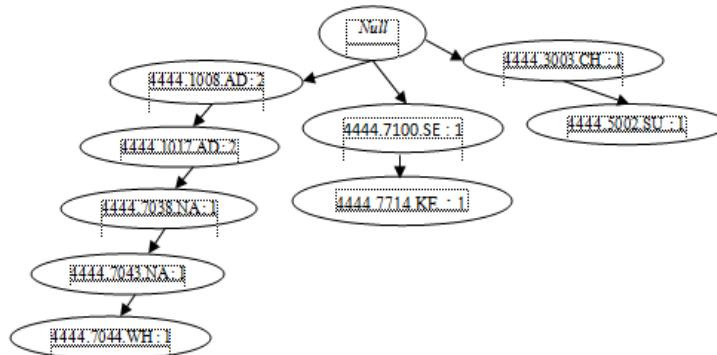 Null
4444.1008.AD: 2
4444.3003.CH : 1
4444.1017.AD: 2
4444.7100.SE : 1
4444.5002.SU : 1
4444.7038.NA: 1
4444.7714.KE : 1
4444.7043.NA: 1
4444.7044.WH: 1